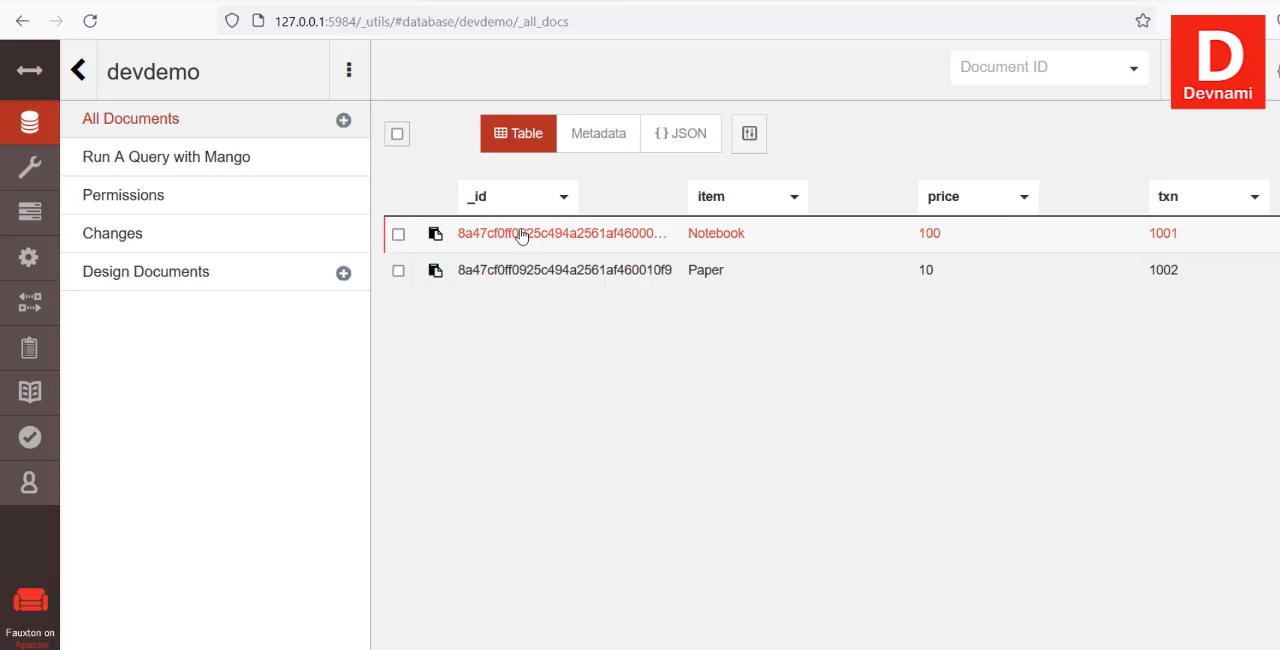 127.0.0.1:5984/_utils/#database/devdemo/_all_docs
D
Devnami
devdemo
Document ID
All Documents
Run A Query with Mango
Permissions
Changes
Design Documents
Table
Metadata
{ } JSON
_id
item
price
txn
8a47cf0ff0925c494a2561af46000... Notebook 100 1001
8a47cf0ff0925c494a2561af460010f9 Paper 10 1002
Fauxton on
Apache